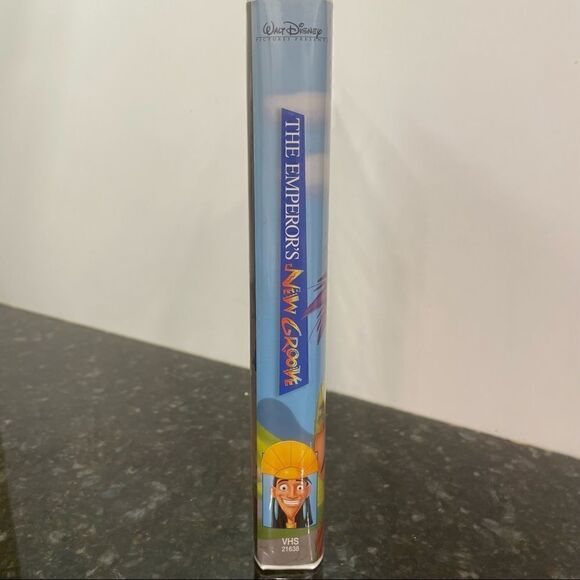 Walt Disney
PICTURES PRESENTS
THE EMPEROR'S NEW GROOVE
VHS
21638